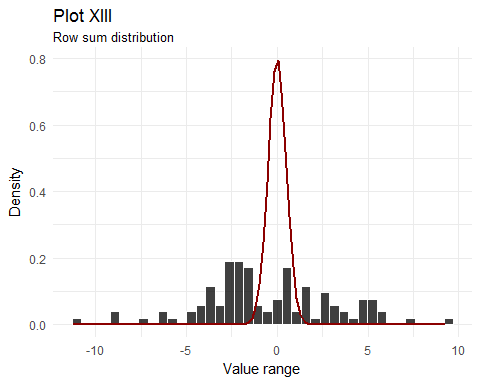 Plot XIII
Row sum distribution
0.8
0.6
0.4
0.2
0.0
Density
-10 -5 0 5 10
Value range